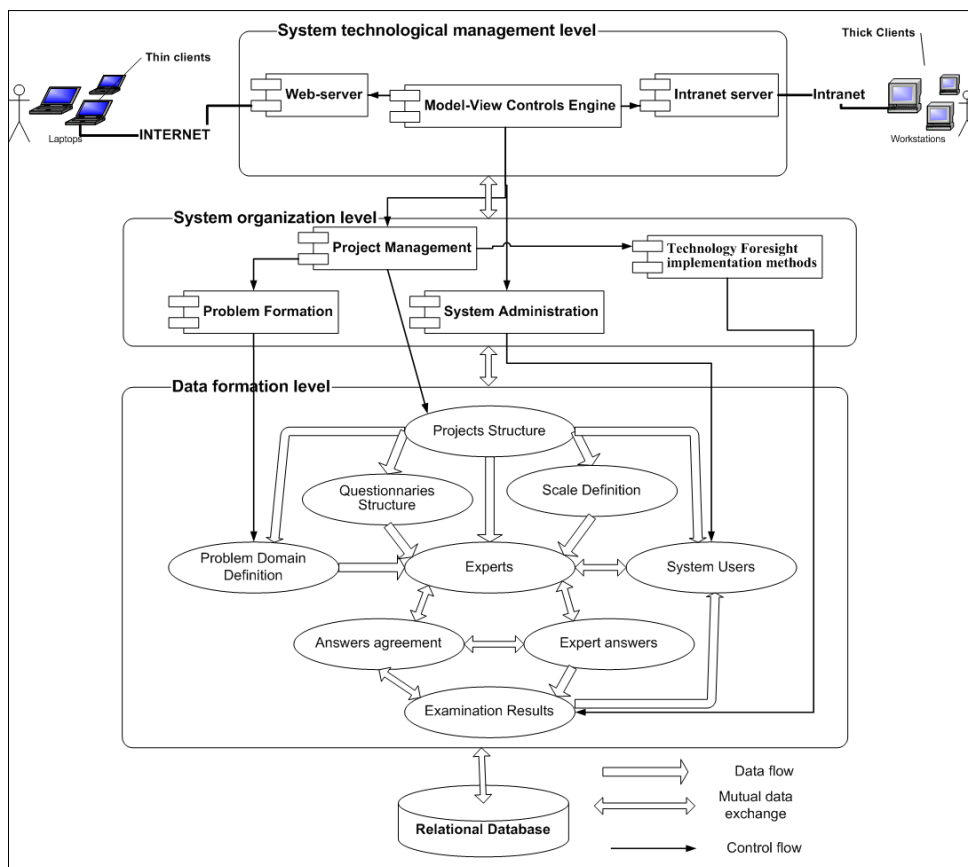 System technological management level
Thin clients
Thick Clients
Web-server
Model-View Controls Engine
Intranet server
Intranet
INTERNET
Laptops
Workstations
System organization level
Project Management
Technology Foresight
implementation methods
Problem Formation
System Administration
Data formation level
Projects Structure
Questionnaries
Structure
Scale Definition
Problem Domain
Definition
Experts
System Users
Answers agreement
Expert answers
Examination Results
Data flow
Mutual data
exchange
Relational Database
Control flow